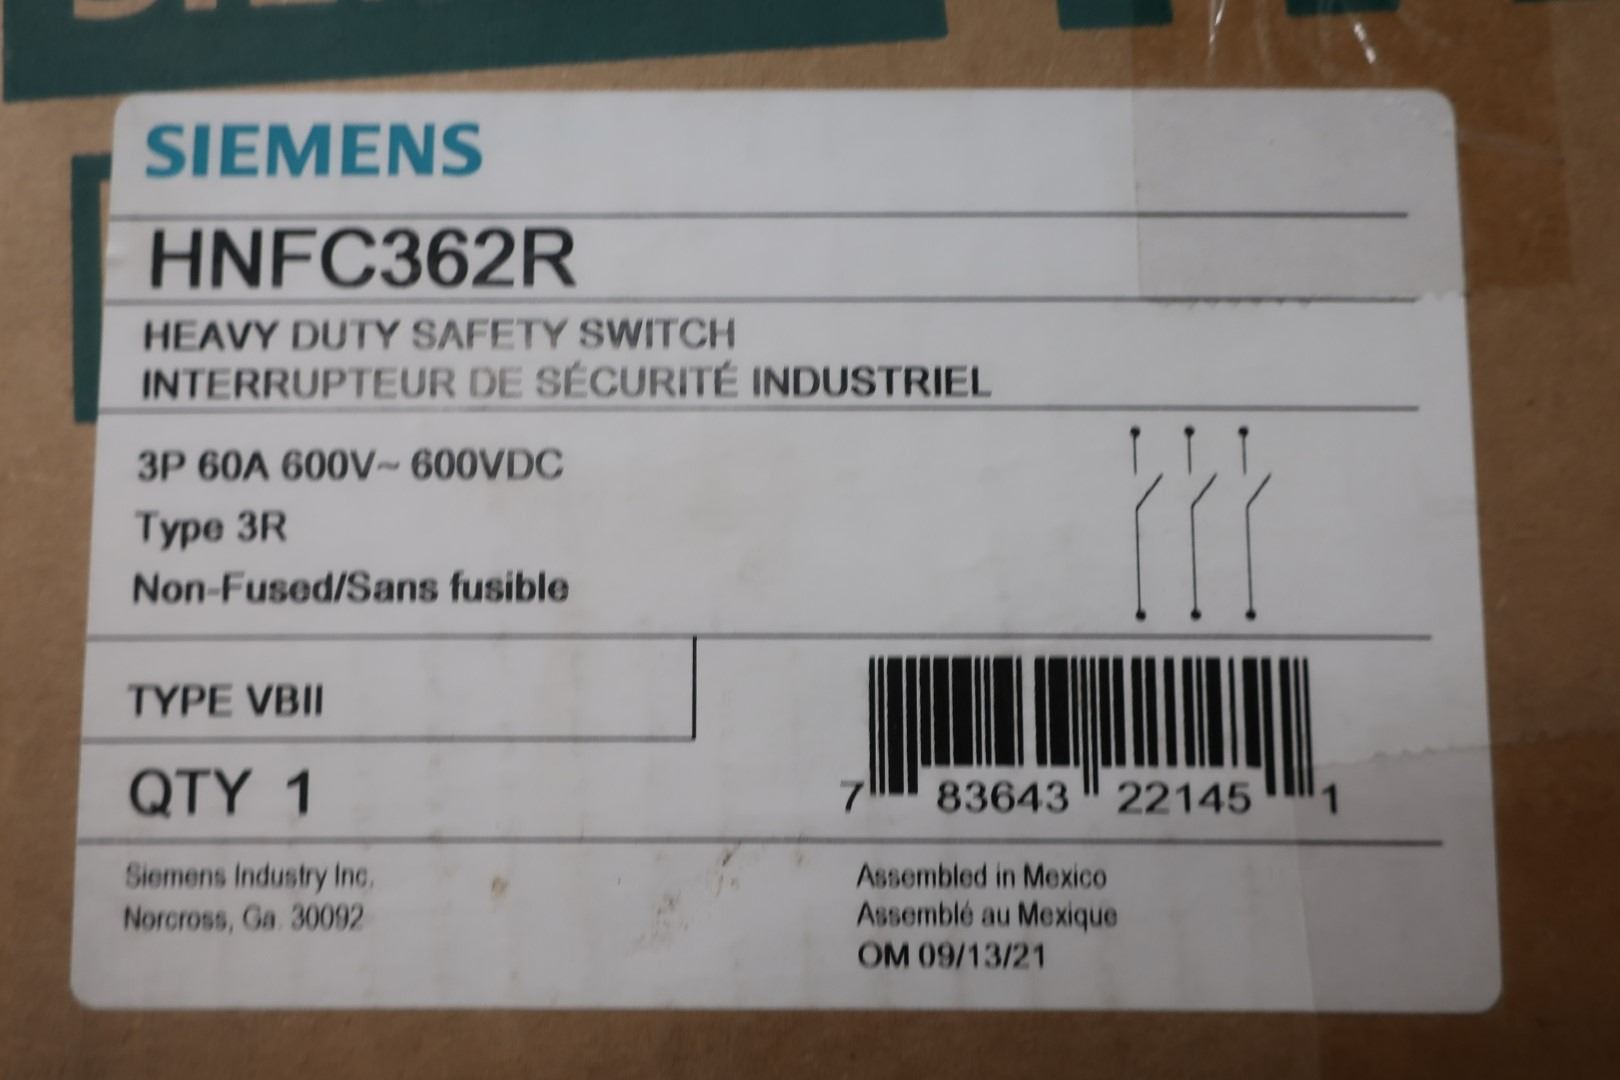 SIEMENS
HNFC362R
HEAVY DUTY SAFETY SWITCH
INTERRUPTEUR DE SÉCURITÉ INDUSTRIEL
3P 60A 600V~ 600VDC
Type 3R
Non-Fused/Sans fusible
TYPE VBII
QTY 1
7 83643 22145 1
Siemens Industry Inc.
Norcross, Ga. 30092
Assembled in Mexico
Assemblé au Mexique
OM 09/13/21